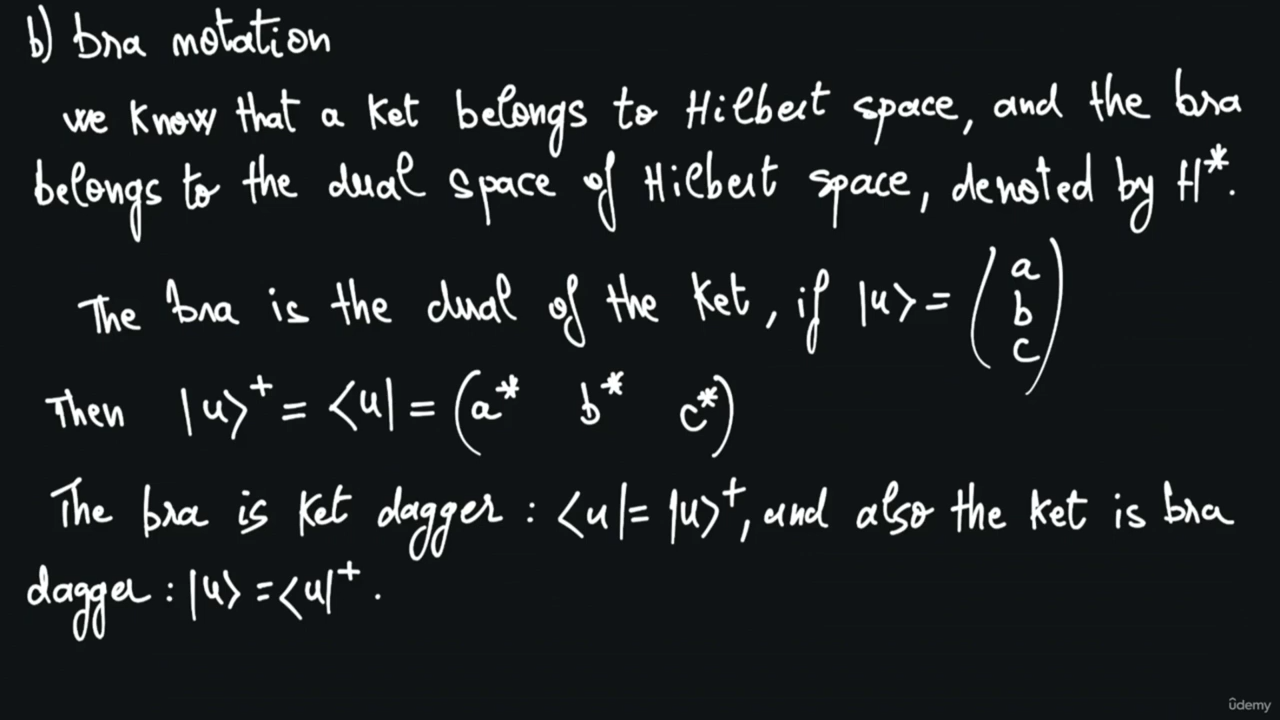 b) bra notation
we know that a ket belongs to Hilbert space, and the bra
belongs to the dual space of Hilbert space, denoted by H*.
The bra is the dual of the ket, if |u> = (a
b
c)
Then |u>⁺ = <u| = (a* b* c*)
The bra is ket dagger : <u| = |u>⁺, and also the ket is bra
dagger : |u> = <u|⁺.
ûdemy